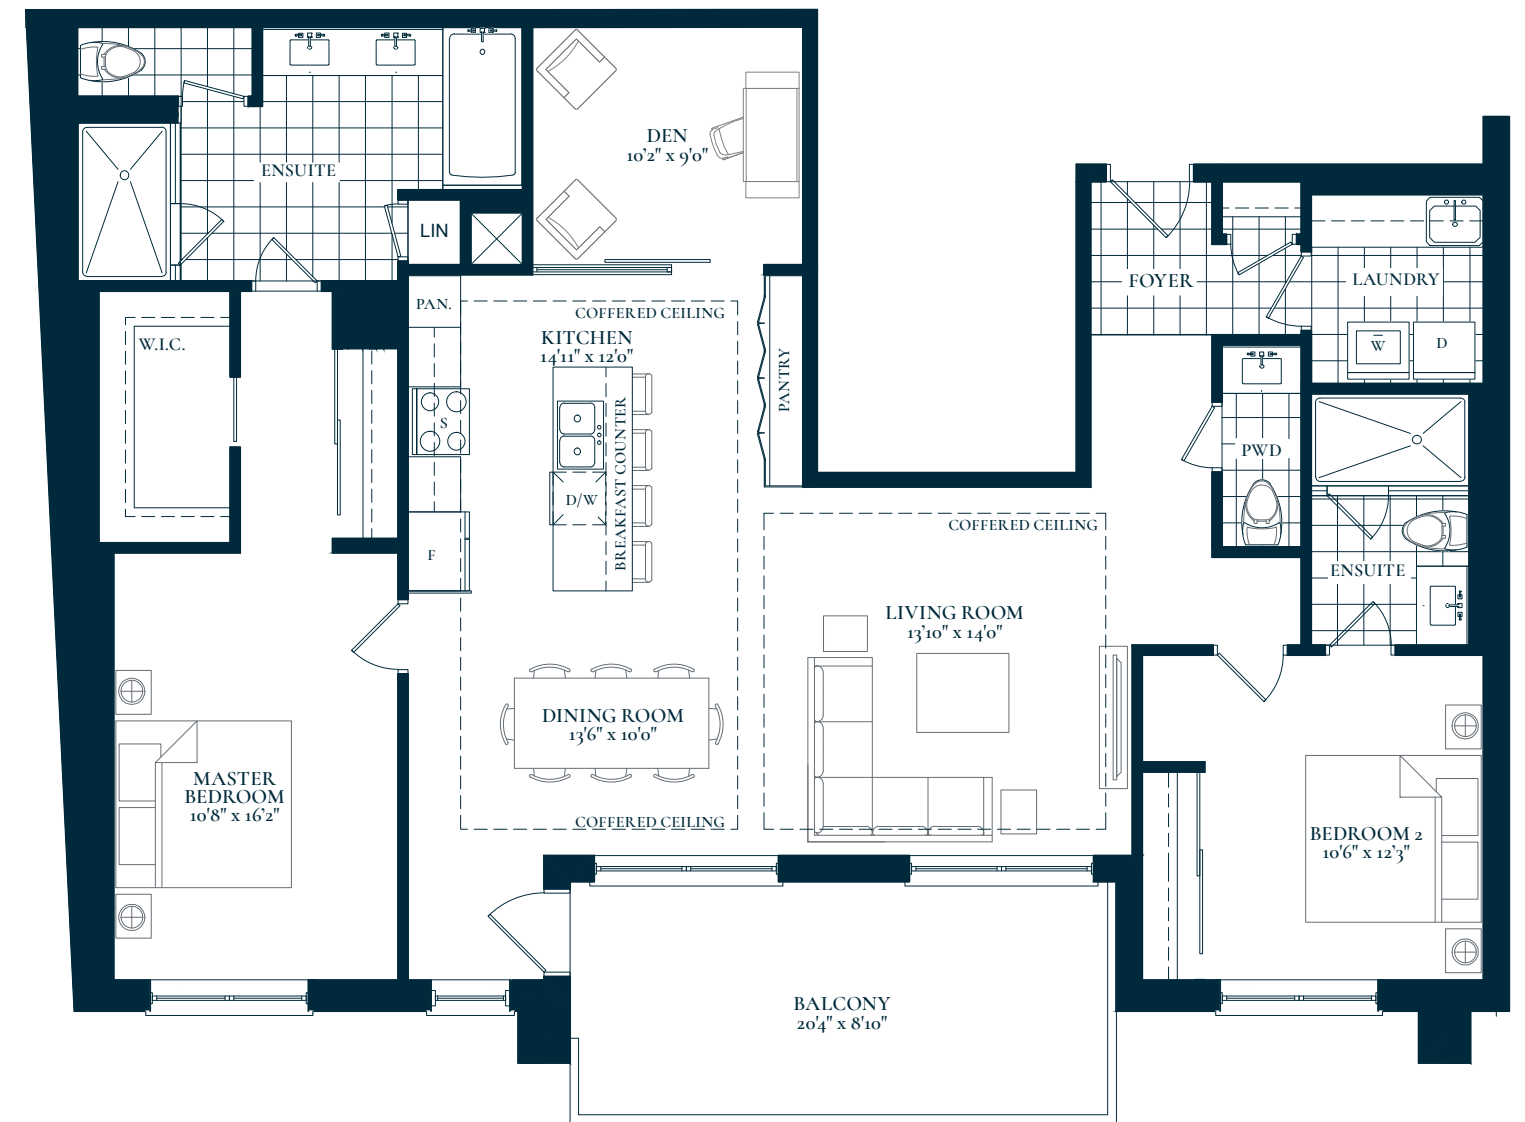 DEN
10'2" x 9'0"
ENSUITE
LIN
FOYER
LAUNDRY
W
D
PAN.
COFFERED CEILING
KITCHEN
14'11" x 12'0"
W.I.C.
PANTRY
S
BREAKFAST COUNTER
D/W
PWD
F
COFFERED CEILING
ENSUITE
LIVING ROOM
13'10" x 14'0"
DINING ROOM
13'6" x 10'0"
MASTER
BEDROOM
10'8" x 16'2"
COFFERED CEILING
BEDROOM 2
10'6" x 12'3"
BALCONY
20'4" x 8'10"